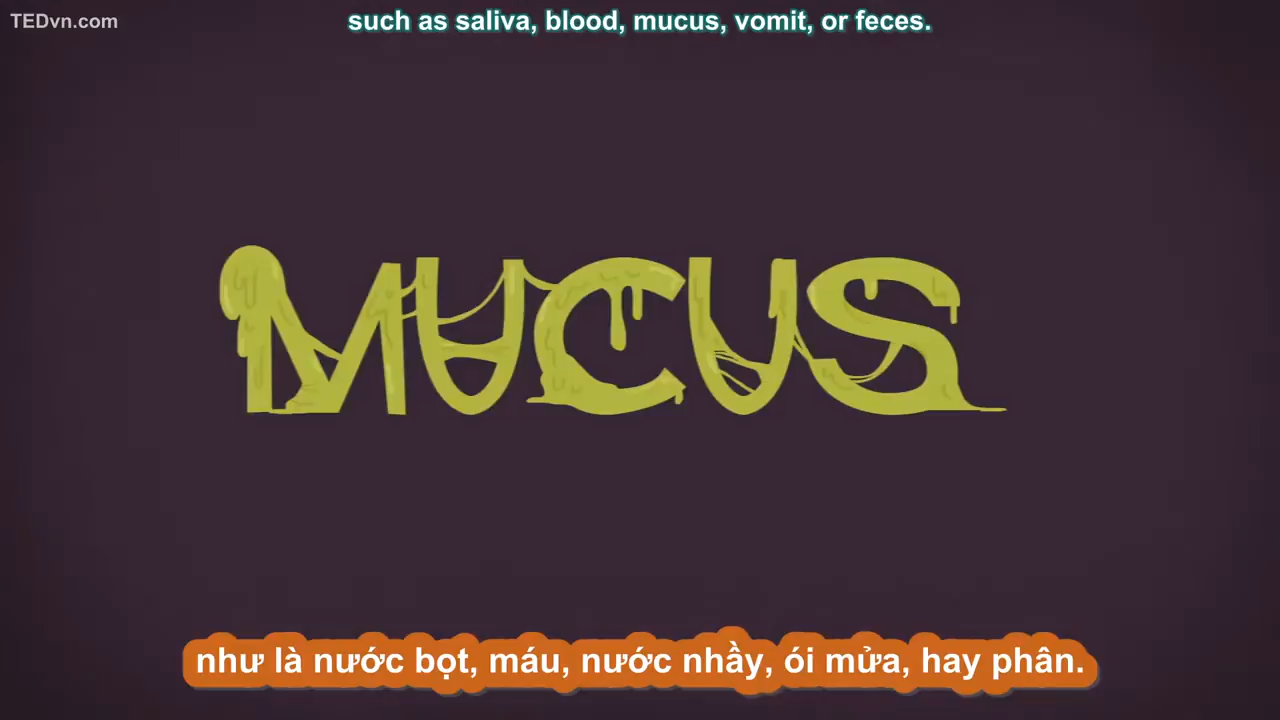 TEDvn.com
such as saliva, blood, mucus, vomit, or feces.
MUCUS
như là nước bọt, máu, nước nhầy, ói mửa, hay phân.